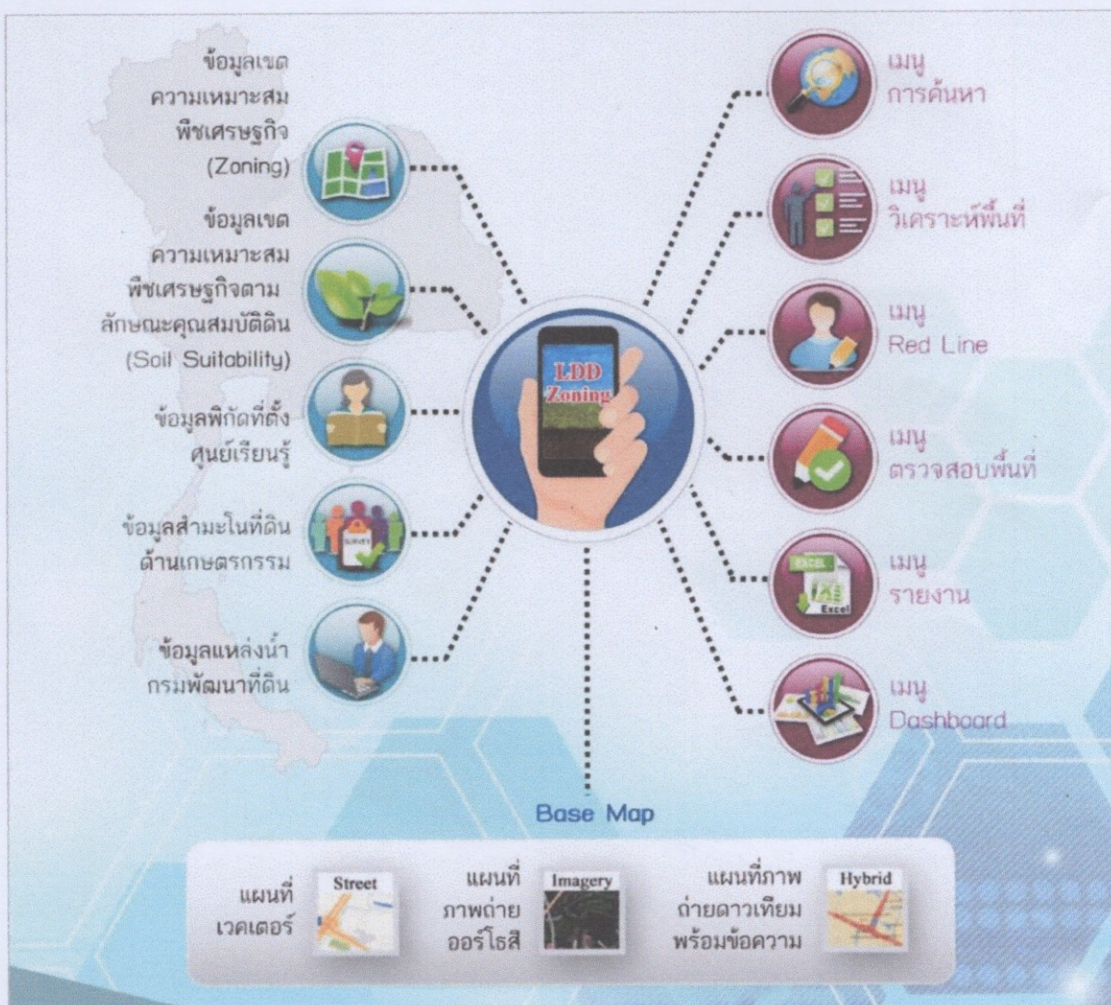 ข้อมูลเขต
ความเหมาะสม
พืชเศรษฐกิจ
(Zoning)
ข้อมูลเขต
ความเหมาะสม
พืชเศรษฐกิจตาม
ลักษณะคุณสมบัติดิน
(Soil Suitability)
ข้อมูลพิกัดที่ตั้ง
ศูนย์เรียนรู้
ข้อมูลสำมะโนที่ดิน
ด้านเกษตรกรรม
SURVEY
ข้อมูลแหล่งน้ำ
กรมพัฒนาที่ดิน
LDD
Zoning
เมนู
การค้นหา
เมนู
วิเคราะห์พื้นที่
เมนู
Red Line
เมนู
ตรวจสอบพื้นที่
EXCEL
Excel
เมนู
รายงาน
เมนู
Dashboard
Base Map
แผนที่
เวคเตอร์
Street
แผนที่
ภาพถ่าย
ออร์โธสี
Imagery
แผนที่ภาพ
ถ่ายดาวเทียม
พร้อมข้อความ
Hybrid